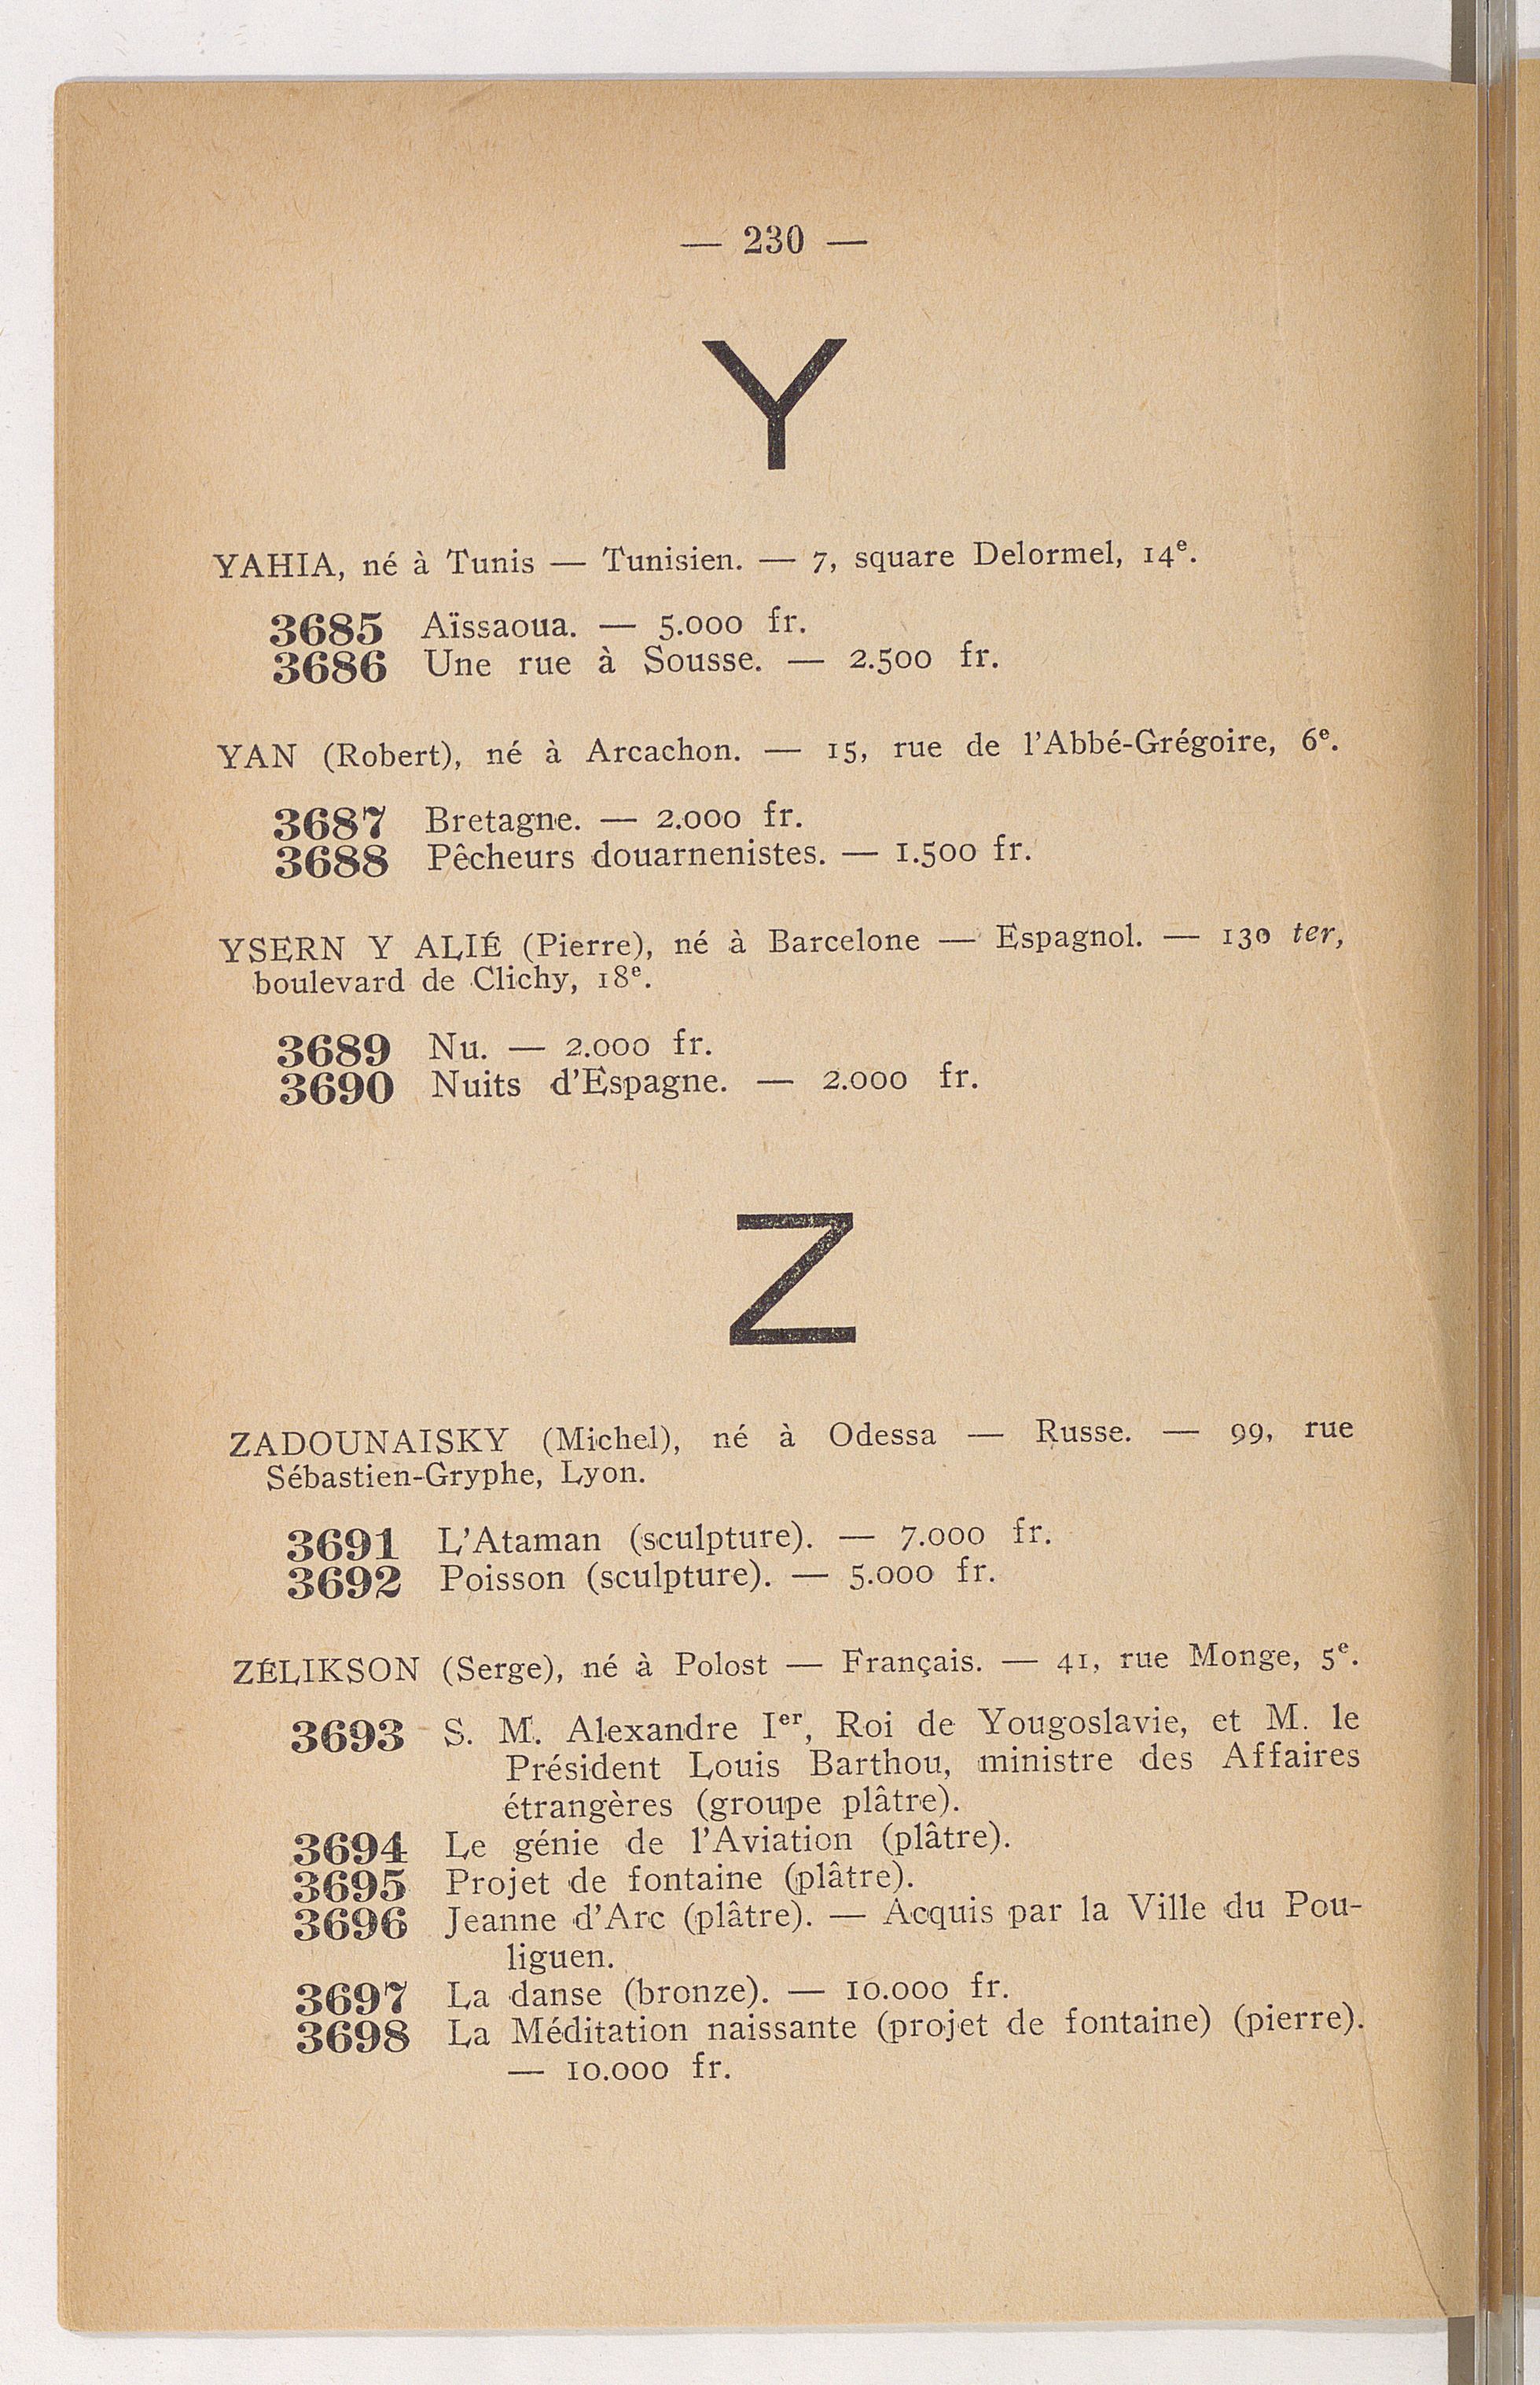 — 230 —
Y
YAHIA, né à Tunis — Tunisien. — 7, square Delormel, 14e.
3685 Aïssaoua. — 5.000 fr.
3686 Une rue à Sousse. — 2.500 fr.
YAN (Robert), né à Arcachon. — 15, rue de l'Abbé-Grégoire, 6e.
3687 Bretagne. — 2.000 fr.
3688 Pêcheurs douarnenistes. — 1.500 fr.
YSERN Y ALIÉ (Pierre), né à Barcelone — Espagnol. — 130 ter,
boulevard de Clichy, 18e.
3689 Nu. — 2.000 fr.
3690 Nuits d'Espagne. — 2.000 fr.
Z
ZADOUNAISKY (Michel), né à Odessa — Russe. — 99, rue
Sébastien-Gryphe, Lyon.
3691 L'Ataman (sculpture). — 7.000 fr.
3692 Poisson (sculpture). — 5.000 fr.
ZÉLIKSON (Serge), né à Polost — Français. — 41, rue Monge, 5e.
3693 S. M. Alexandre Ier, Roi de Yougoslavie, et M. le
Président Louis Barthou, ministre des Affaires
étrangères (groupe plâtre).
3694 Le génie de l'Aviation (plâtre).
3695 Projet de fontaine (plâtre).
3696 Jeanne d'Arc (plâtre). — Acquis par la Ville du Pou-
liguen.
3697 La danse (bronze). — 10.000 fr.
3698 La Méditation naissante (projet de fontaine) (pierre).
— 10.000 fr.